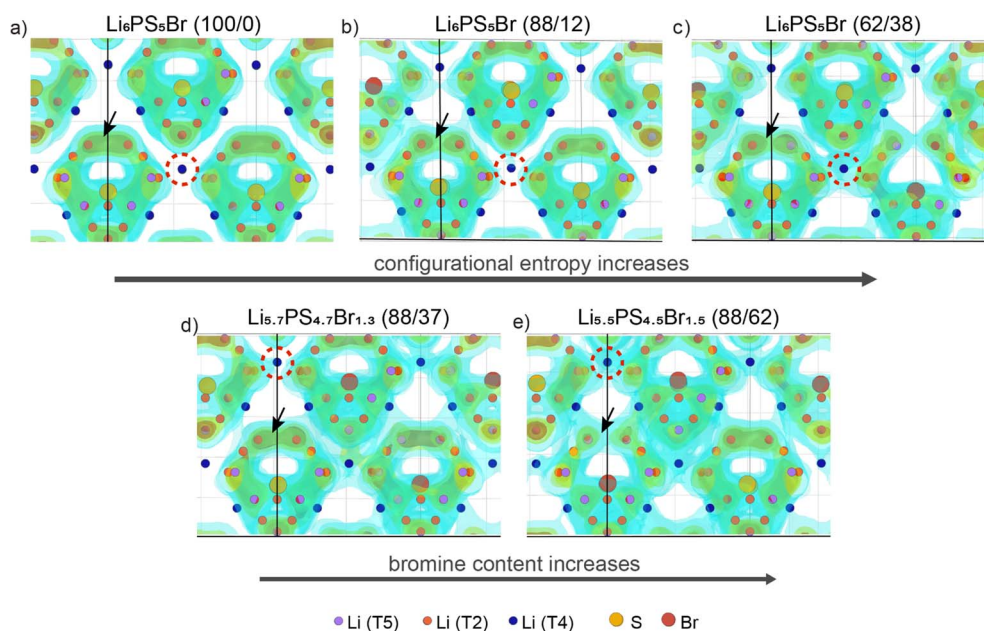 a) Li₆PS₅Br (100/0)
b) Li₆PS₅Br (88/12)
c) Li₆PS₅Br (62/38)
configurational entropy increases
d) Li₅.₇PS₄.₇Br₁.₃ (88/37)
e) Li₅.₅PS₄.₅Br₁.₅ (88/62)
bromine content increases
Li (T5) Li (T2) Li (T4) S Br